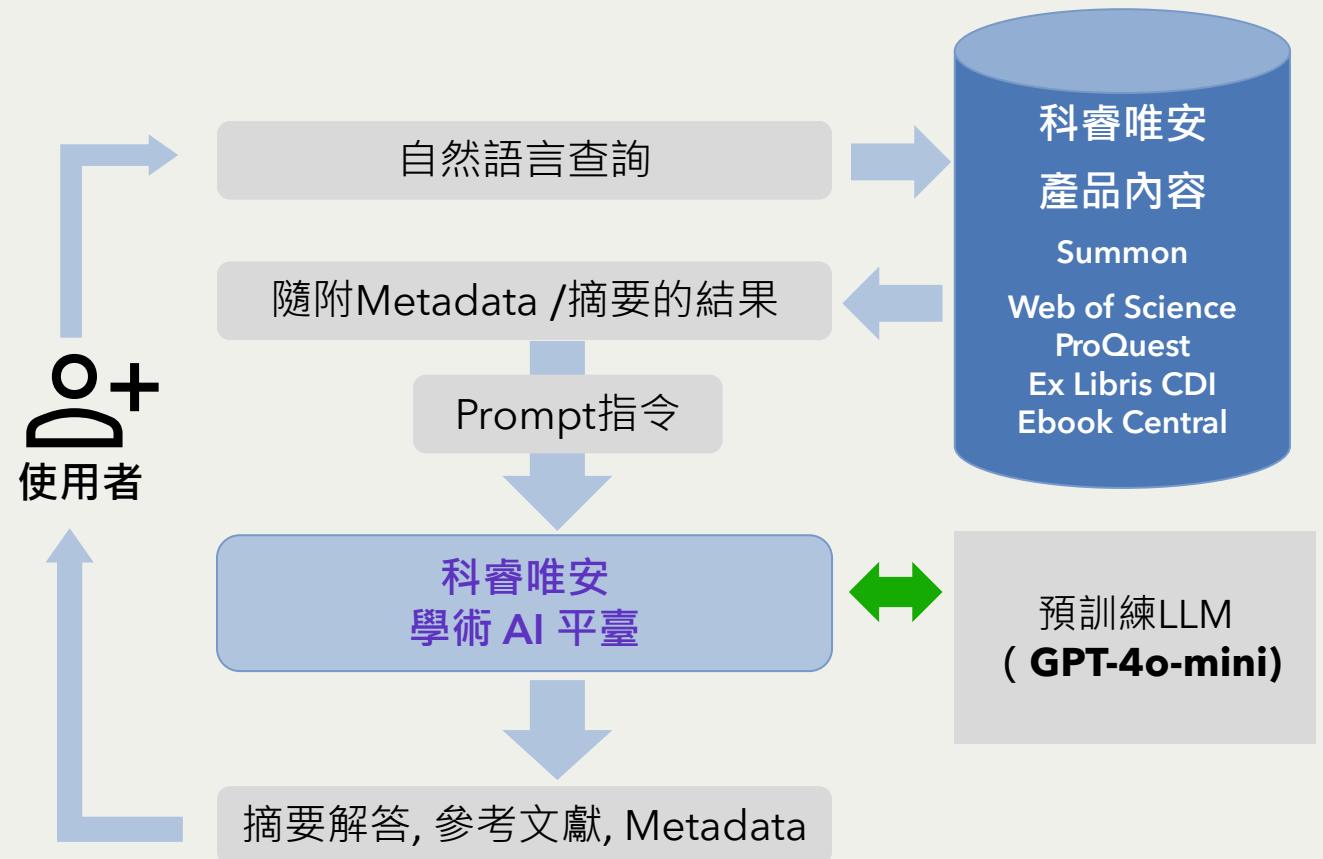 自然語言查詢
科睿唯安
產品內容
Summon
Web of Science
ProQuest
Ex Libris CDI
Ebook Central
隨附Metadata /摘要的結果
Prompt指令
使用者
科睿唯安
學術 AI 平臺
預訓練LLM
( GPT-4o-mini)
摘要解答, 參考文獻, Metadata